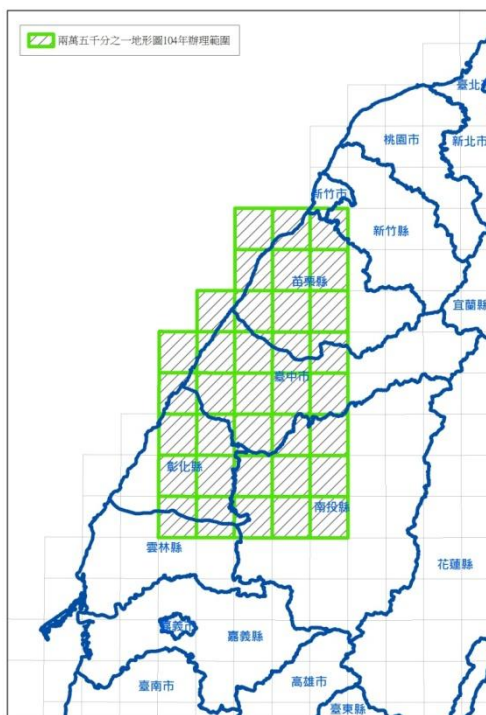 兩萬五千分之一地形圖104年辦理範圍
桃園市
新北市
新竹市
新竹縣
苗栗縣
宜蘭縣
臺中市
彰化縣
南投縣
雲林縣
花蓮縣
嘉義市
嘉義縣
臺南市
高雄市
臺東縣